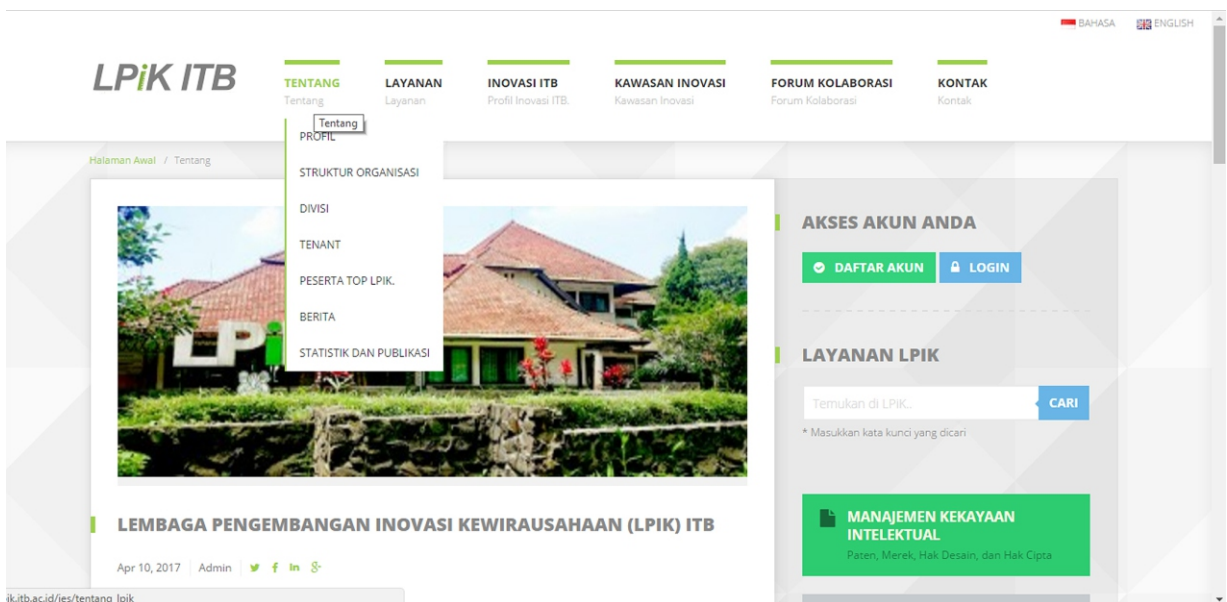 BAHASA ENGLISH
LPiK ITB
TENTANG LAYANAN INOVASI ITB KAWASAN INOVASI FORUM KOLABORASI KONTAK
Tentang Layanan Profil Inovasi ITB. Kawasan Inovasi Forum Kolaborasi Kontak
Tentang
PROFIL
STRUKTUR ORGANISASI
DIVISI
TENANT
PESERTA TOP LPIK.
BERITA
STATISTIK DAN PUBLIKASI
Halaman Awal / Tentang
LPi
LEMBAGA PENGEMBANGAN INOVASI KEWIRAUSAHAAN (LPIK) ITB
Apr 10, 2017 Admin
AKSES AKUN ANDA
DAFTAR AKUN LOGIN
LAYANAN LPIK
Temukan di LPiK.. CARI
* Masukkan kata kunci yang dicari
MANAJEMEN KEKAYAAN
INTELEKTUAL
Paten, Merek, Hak Desain, dan Hak Cipta
ik.itb.ac.id/ies/tentang_lpik